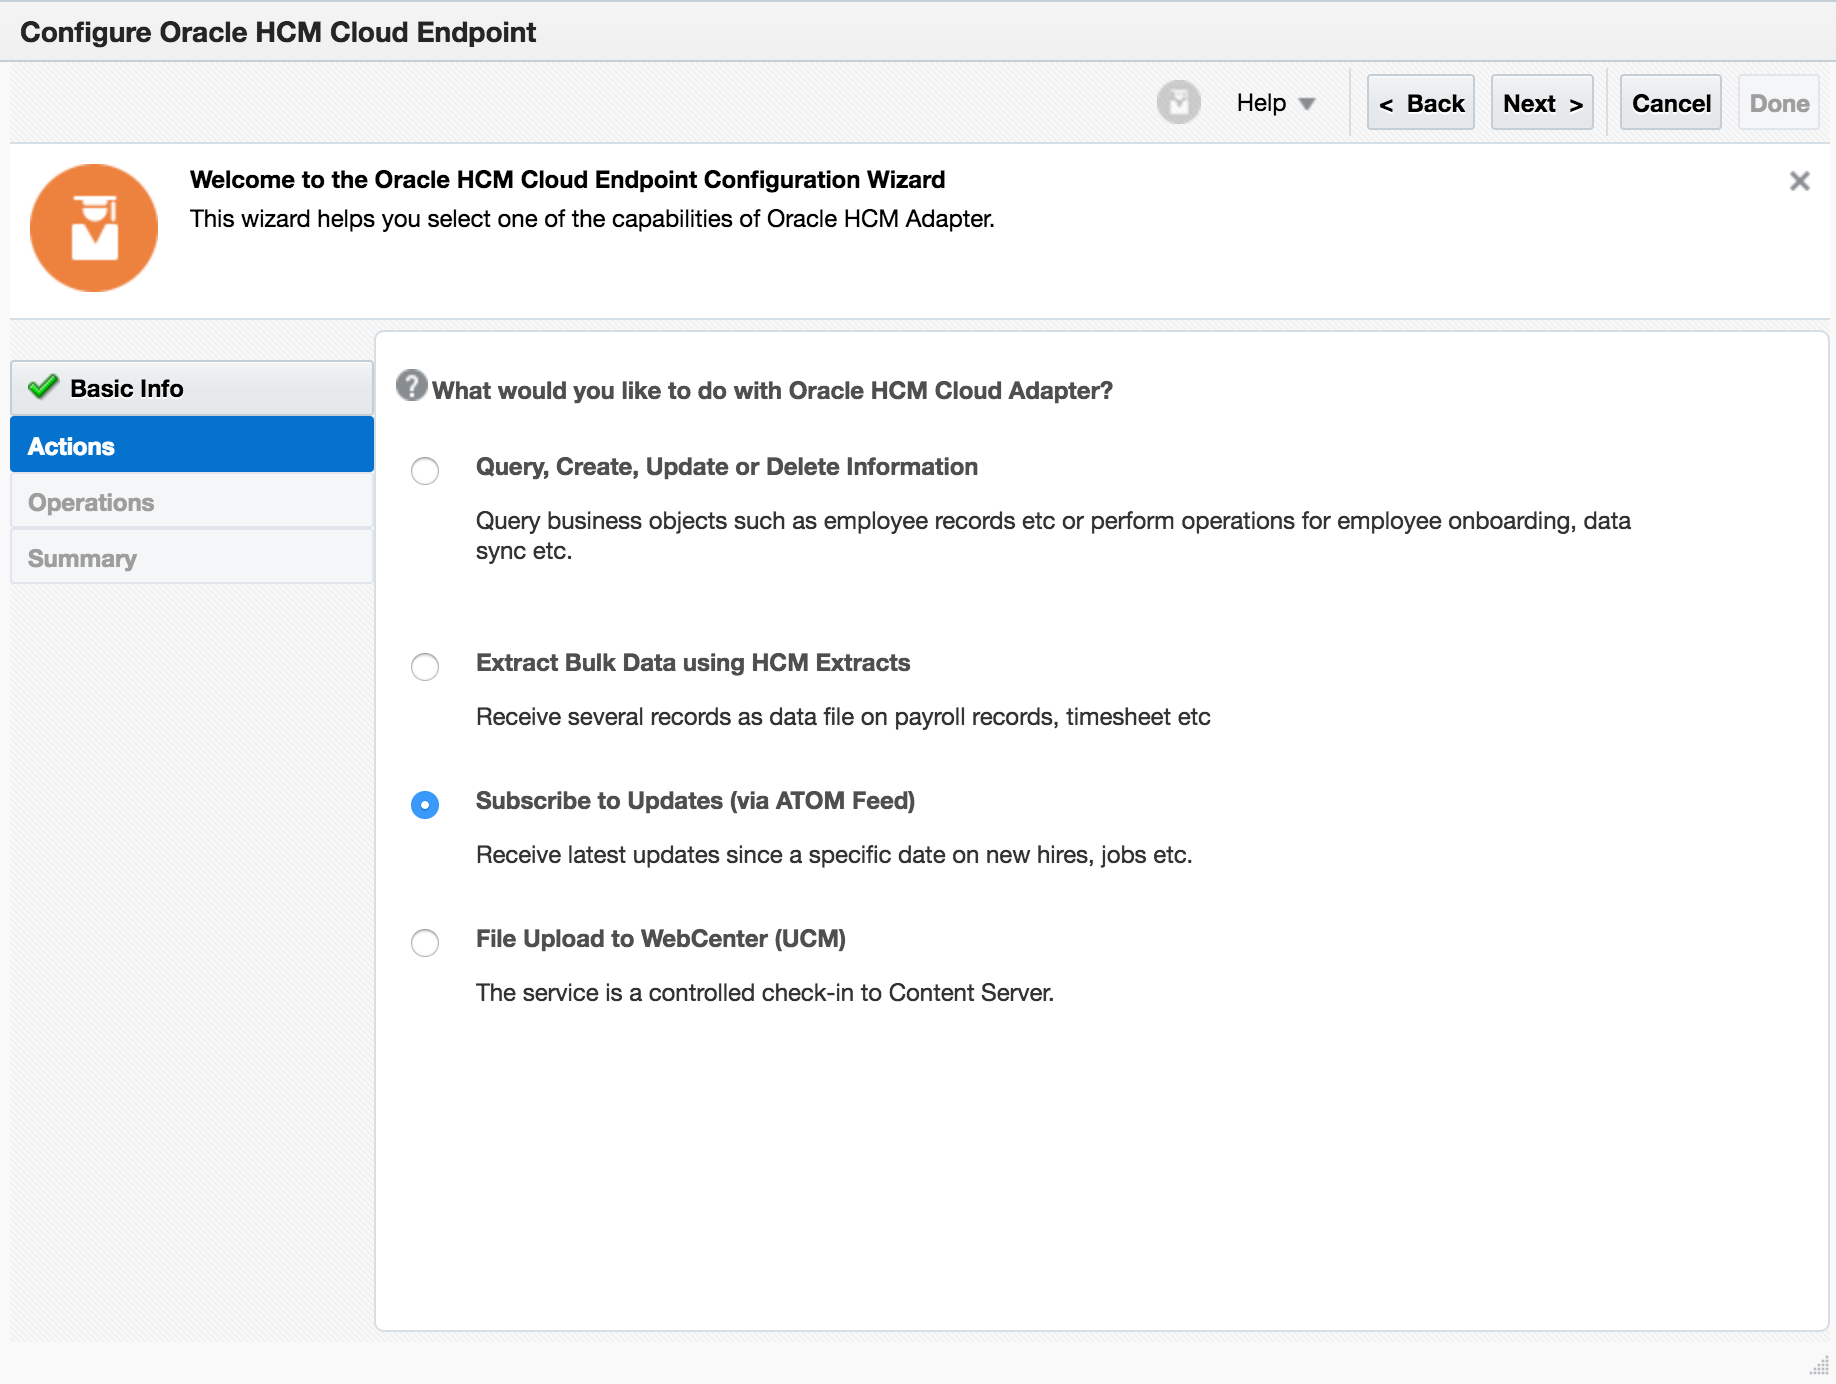 Configure Oracle HCM Cloud Endpoint
Help
< Back
Next >
Cancel
Done
Welcome to the Oracle HCM Cloud Endpoint Configuration Wizard
This wizard helps you select one of the capabilities of Oracle HCM Adapter.
Basic Info
Actions
Operations
Summary
? What would you like to do with Oracle HCM Cloud Adapter?
Query, Create, Update or Delete Information
Query business objects such as employee records etc or perform operations for employee onboarding, data
sync etc.
Extract Bulk Data using HCM Extracts
Receive several records as data file on payroll records, timesheet etc
Subscribe to Updates (via ATOM Feed)
Receive latest updates since a specific date on new hires, jobs etc.
File Upload to WebCenter (UCM)
The service is a controlled check-in to Content Server.